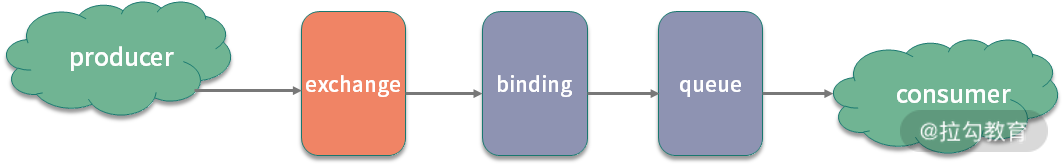 producer
exchange
binding
queue
consumer
@拉勾教育